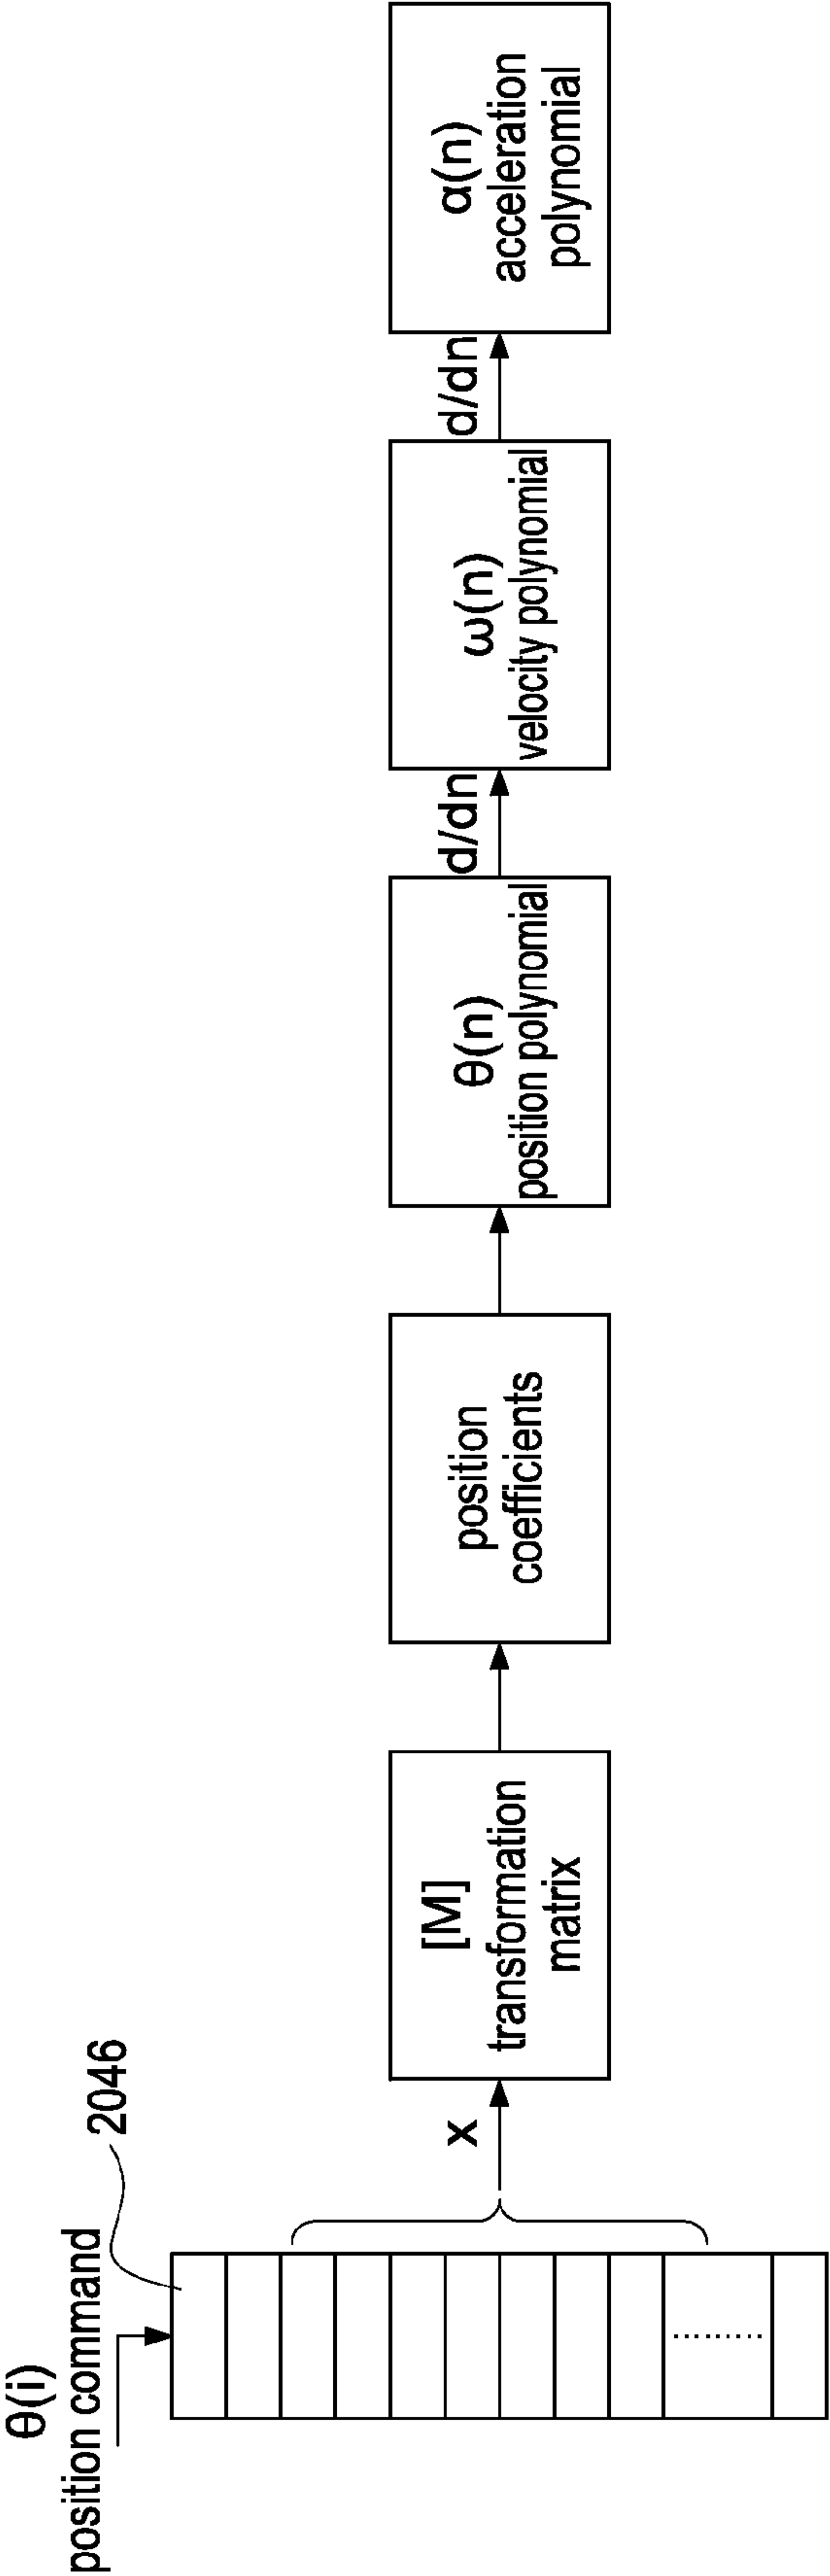 θ(i)
position command
2046
x
[M]
transformation
matrix
position
coefficients
θ(n)
position polynomial
d/dn
ω(n)
velocity polynomial
d/dn
α(n)
acceleration
polynomial